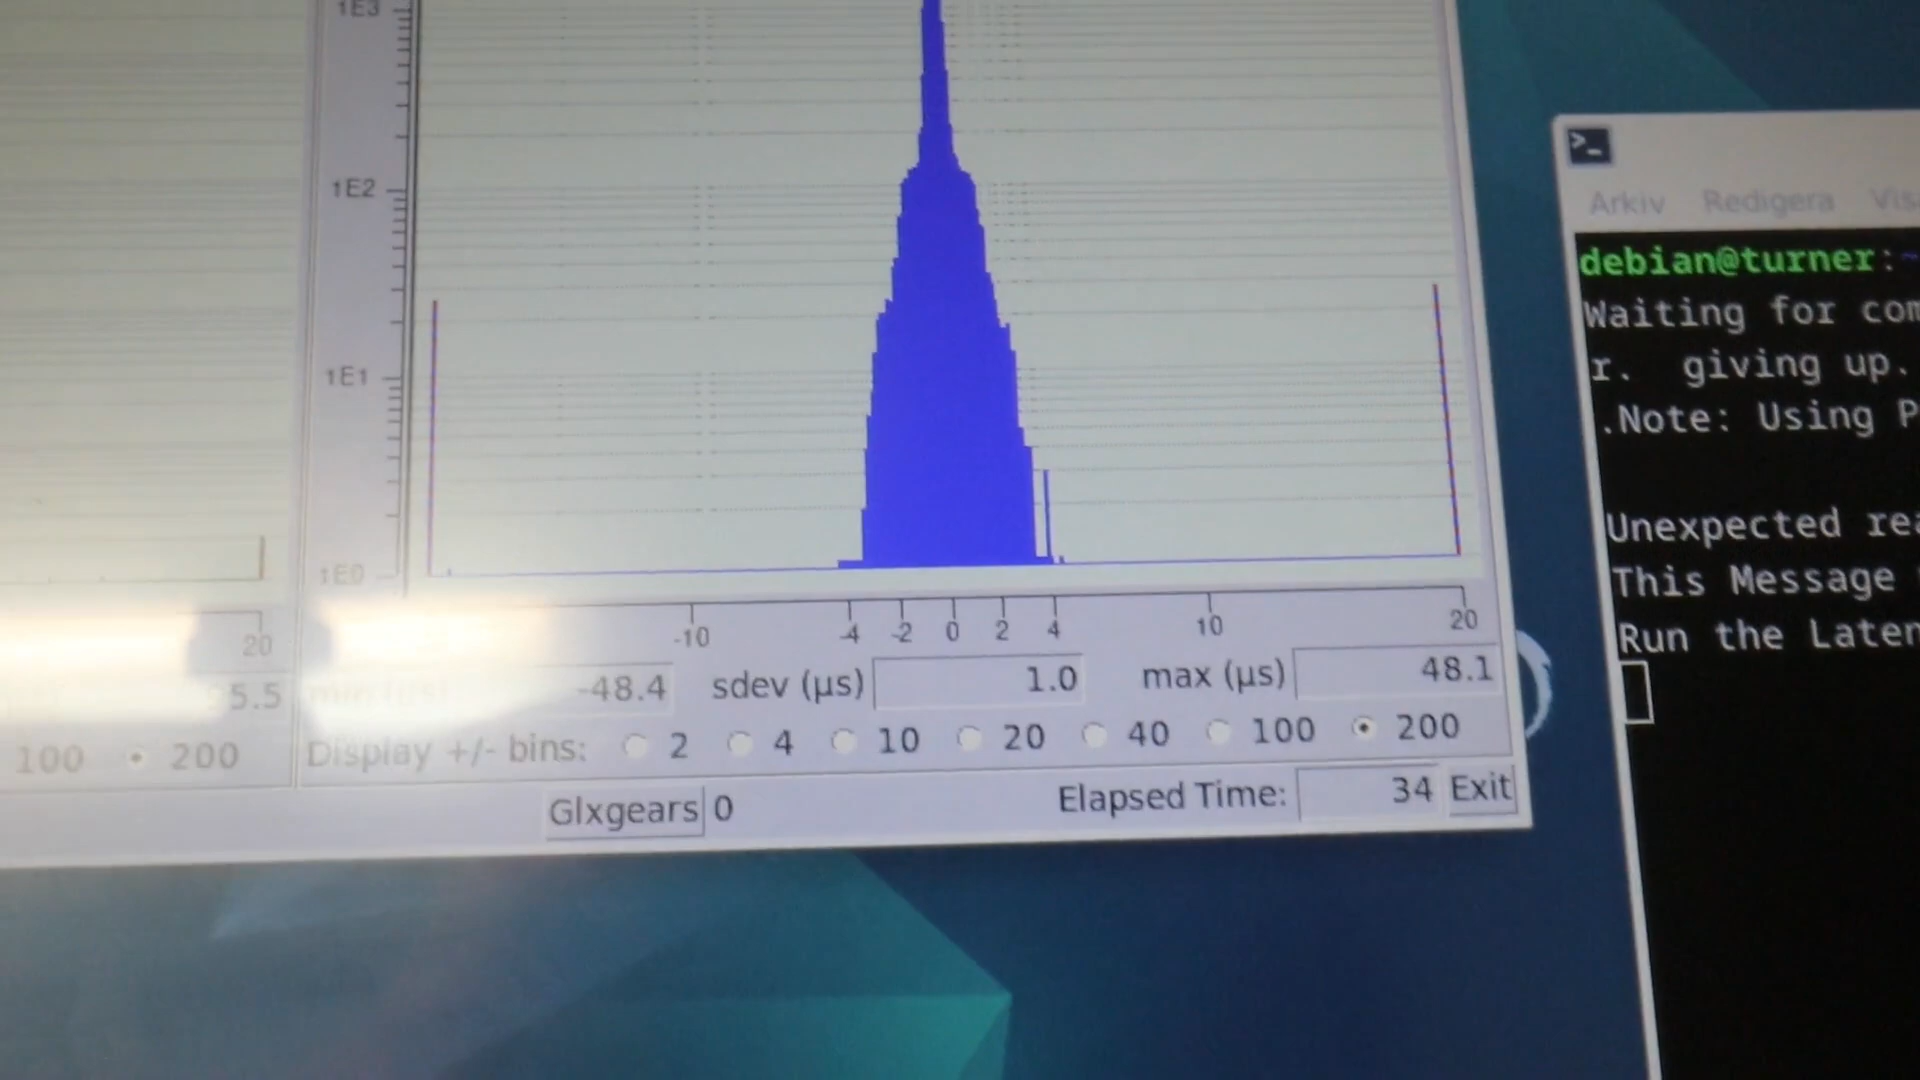 1E3
1E2
1E1
1E0
-10 -4 -2 0 2 4 10 20
20
5.5
min (µs) -48.4 sdev (µs) 1.0 max (µs) 48.1
100 200
Display +/- bins: 2 4 10 20 40 100 200
Glxgears 0 Elapsed Time: 34 Exit
>_
Arkiv Redigera
debian@turner:~
Waiting for
r. giving up.
.Note: Using
Unexpected
This Message
Run the